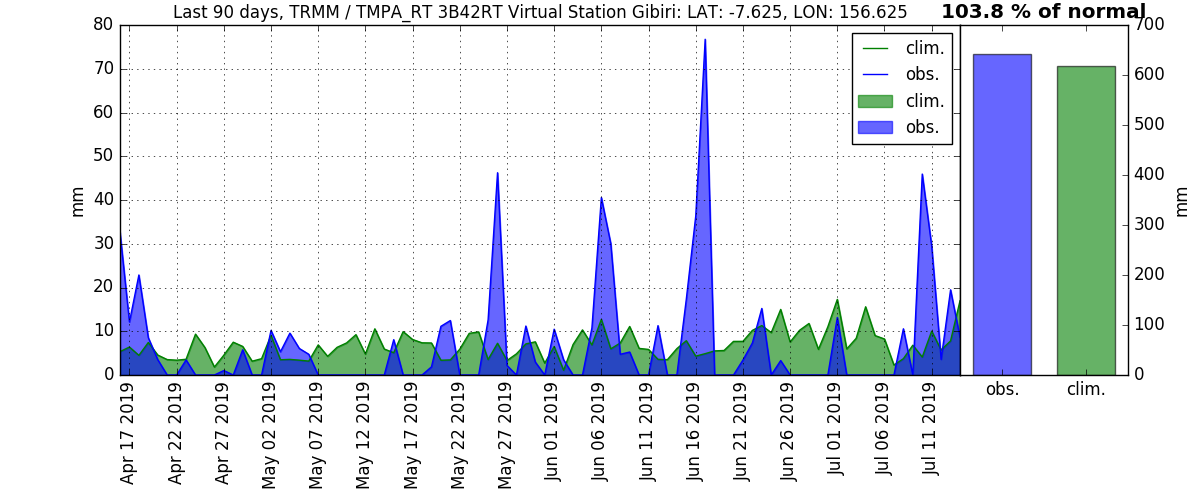 Last 90 days, TRMM / TMPA_RT 3B42RT Virtual Station Gibiri: LAT: -7.625, LON: 156.625
103.8 % of normal
80
70
60
50
40
30
20
10
0
mm
clim.
obs.
clim.
obs.
700
600
500
400
300
200
100
0
mm
obs.
clim.
Apr 17 2019
Apr 22 2019
Apr 27 2019
May 02 2019
May 07 2019
May 12 2019
May 17 2019
May 22 2019
May 27 2019
Jun 01 2019
Jun 06 2019
Jun 11 2019
Jun 16 2019
Jun 21 2019
Jun 26 2019
Jul 01 2019
Jul 06 2019
Jul 11 2019